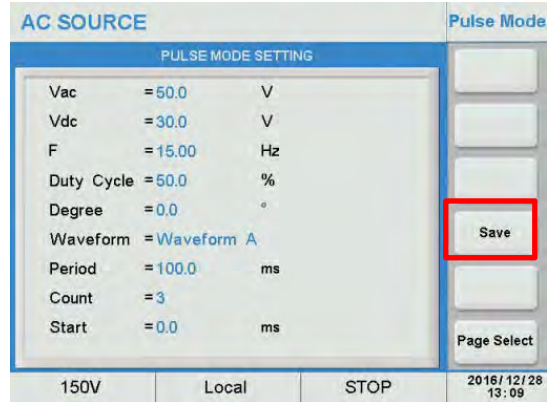 AC SOURCE
Pulse Mode
PULSE MODE SETTING
Vac =50.0 V
Vdc =30.0 V
F =15.00 Hz
Duty Cycle =50.0 %
Degree =0.0 °
Waveform =Waveform A
Period =100.0 ms
Count =3
Start =0.0 ms
Save
Page Select
150V Local STOP 2016/12/28
13:09